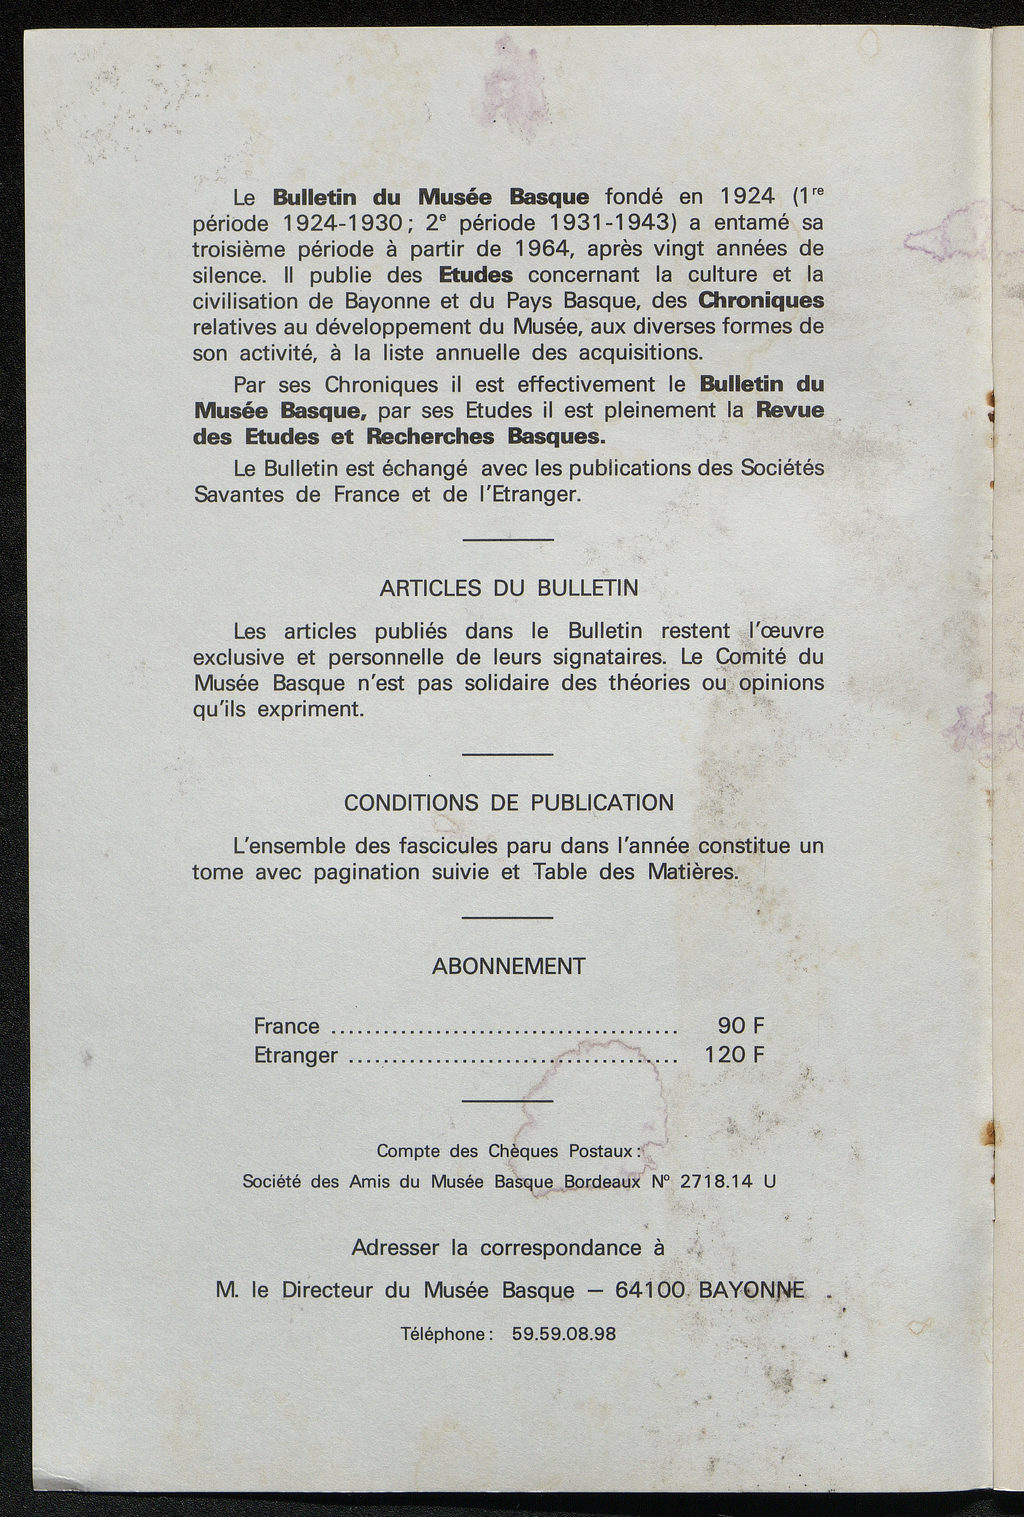 Le Bulletin du Musée Basque fondé en 1924 (1re
période 1924-1930; 2e période 1931-1943) a entamé sa
troisième période à partir de 1964, après vingt années de
silence. Il publie des Etudes concernant la culture et la
civilisation de Bayonne et du Pays Basque, des Chroniques
relatives au développement du Musée, aux diverses formes de
son activité, à la liste annuelle des acquisitions.
Par ses Chroniques il est effectivement le Bulletin du
Musée Basque, par ses Etudes il est pleinement la Revue
des Etudes et Recherches Basques.
Le Bulletin est échangé avec les publications des Sociétés
Savantes de France et de l'Etranger.
ARTICLES DU BULLETIN
Les articles publiés dans le Bulletin restent l'œuvre
exclusive et personnelle de leurs signataires. Le Comité du
Musée Basque n'est pas solidaire des théories ou opinions
qu'ils expriment.
CONDITIONS DE PUBLICATION
L'ensemble des fascicules paru dans l'année constitue un
tome avec pagination suivie et Table des Matières.
ABONNEMENT
France ........................................ 90 F
Etranger ...................................... 120 F
Compte des Chèques Postaux:
Société des Amis du Musée Basque Bordeaux N° 2718.14 U
Adresser la correspondance à
M. le Directeur du Musée Basque — 64100 BAYONNE
Téléphone: 59.59.08.98